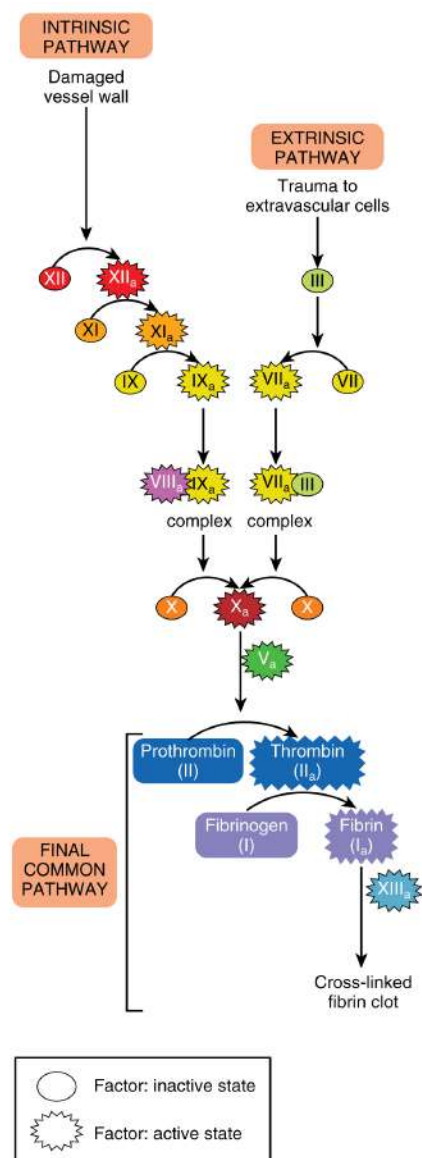 INTRINSIC
PATHWAY
Damaged
vessel wall
EXTRINSIC
PATHWAY
Trauma to
extravascular cells
XII
XIIa
III
XI
XIa
IX
IXa
VIIa
VII
VIIIa
IXa
VIIa
III
complex
complex
X
Xa
X
Va
Prothrombin
(II)
Thrombin
(IIa)
Fibrinogen
(I)
Fibrin
(Ia)
FINAL
COMMON
PATHWAY
XIIIa
Cross-linked
fibrin clot
Factor: inactive state
Factor: active state